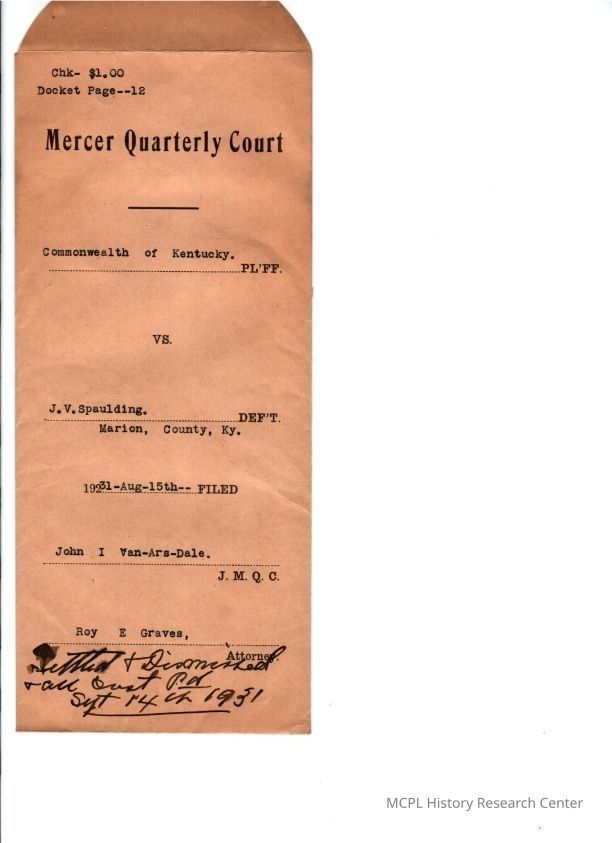 Chk- $1.00
Docket Page--12
Mercer Quarterly Court
Commonwealth of Kentucky.
PL'FF.
VS.
J.V.Spaulding.
DEF'T.
Marion, County, Ky.
1931-Aug-15th-- FILED
John I Van-Ars-Dale.
J. M. Q. C.
Roy E Graves,
Attorney.
Settled & Dismissed
& all Cost Pd
Sept 14th 1931
MCPL History Research Center